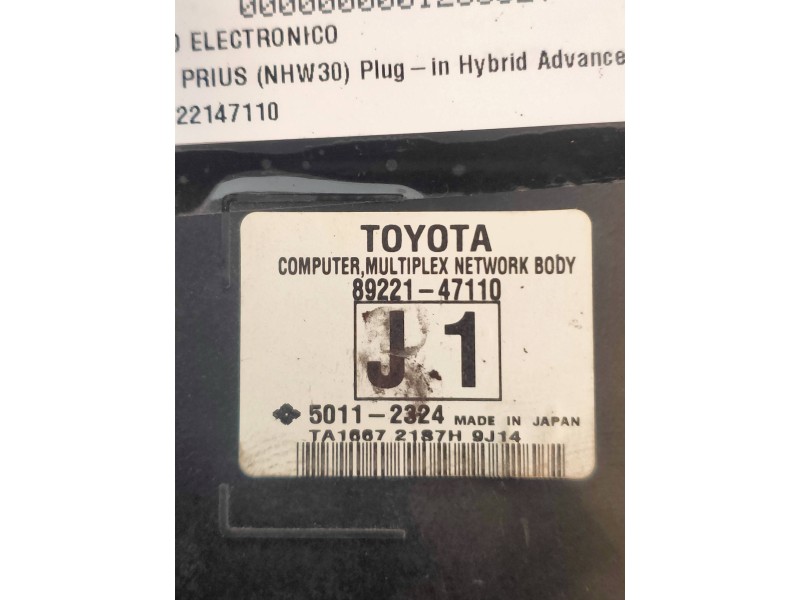 ELECTRONICO
PRIUS (NHW30) Plug-in Hybrid Advance
22147110
TOYOTA
COMPUTER,MULTIPLEX NETWORK BODY
89221-47110
J 1
5011-2324 MADE IN JAPAN
TA1667 2187H 9J14